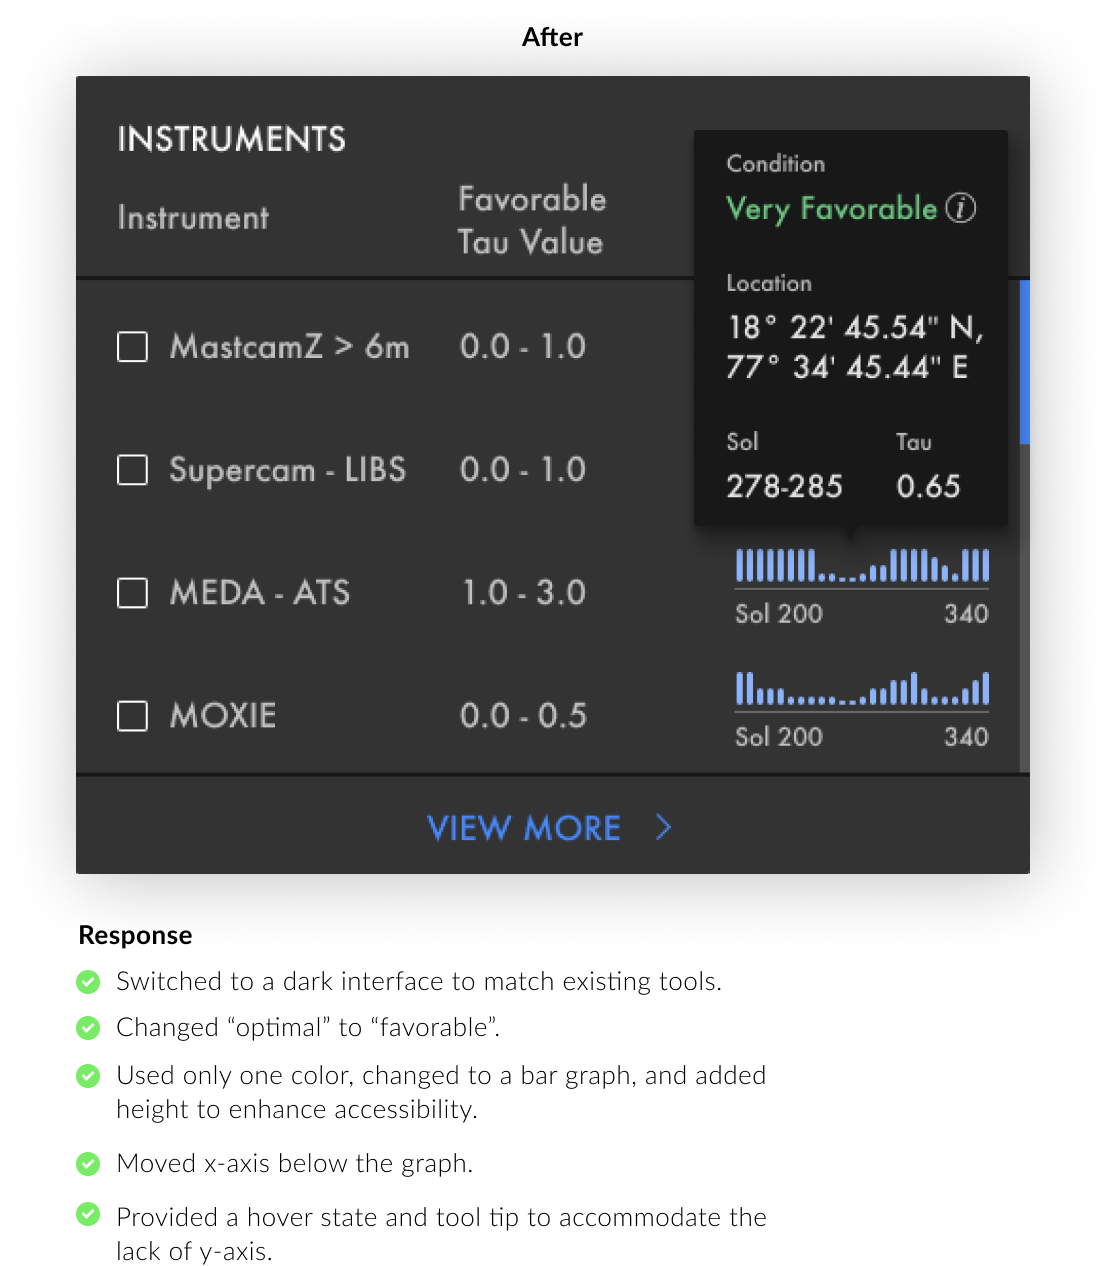 After
INSTRUMENTS
Instrument
Favorable
Tau Value
Condition
Very Favorable i
Location
18° 22' 45.54" N,
77° 34' 45.44" E
Sol
Tau
278-285
0.65
MastcamZ > 6m
0.0 - 1.0
Supercam - LIBS
0.0 - 1.0
MEDA - ATS
1.0 - 3.0
Sol 200
340
MOXIE
0.0 - 0.5
Sol 200
340
VIEW MORE >
Response
Switched to a dark interface to match existing tools.
Changed “optimal” to “favorable”.
Used only one color, changed to a bar graph, and added
height to enhance accessibility.
Moved x-axis below the graph.
Provided a hover state and tool tip to accommodate the
lack of y-axis.